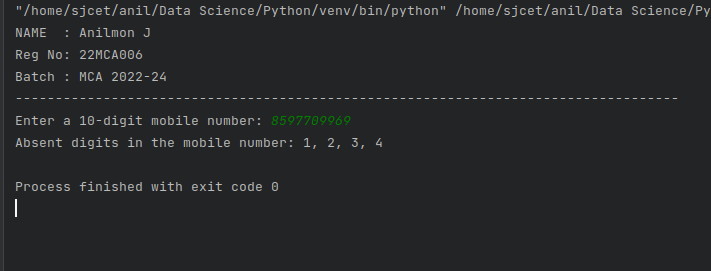 "/home/sjcet/anil/Data Science/Python/venv/bin/python" /home/sjcet/anil/Data Science/Py
NAME  : Anilmon J
Reg No: 22MCA006
Batch : MCA 2022-24
-----------------------------------------------------------------------------------
Enter a 10-digit mobile number: 8597709969
Absent digits in the mobile number: 1, 2, 3, 4
Process finished with exit code 0